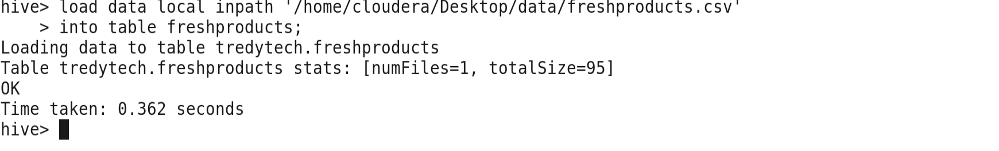 hive> load data local inpath '/home/cloudera/Desktop/data/freshproducts.csv'
    > into table freshproducts;
Loading data to table tredytech.freshproducts
Table tredytech.freshproducts stats: [numFiles=1, totalSize=95]
OK
Time taken: 0.362 seconds
hive>